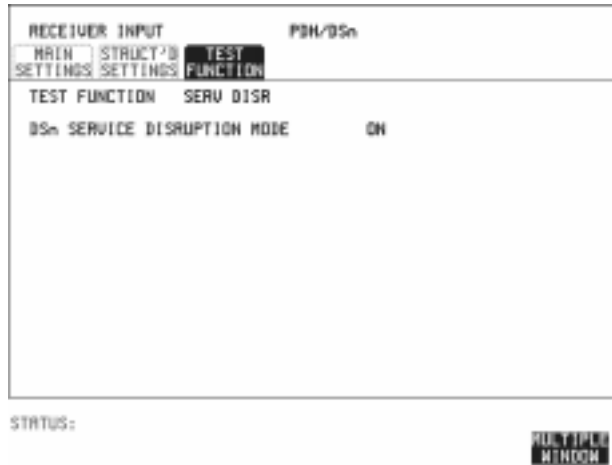 RECEIVER INPUT PDH/DSn
MAIN SETTINGS STRUCT'D SETTINGS TEST FUNCTION
TEST FUNCTION SERV DISR
DSn SERVICE DISRUPTION MODE ON
STATUS:
MULTIPLE WINDOW